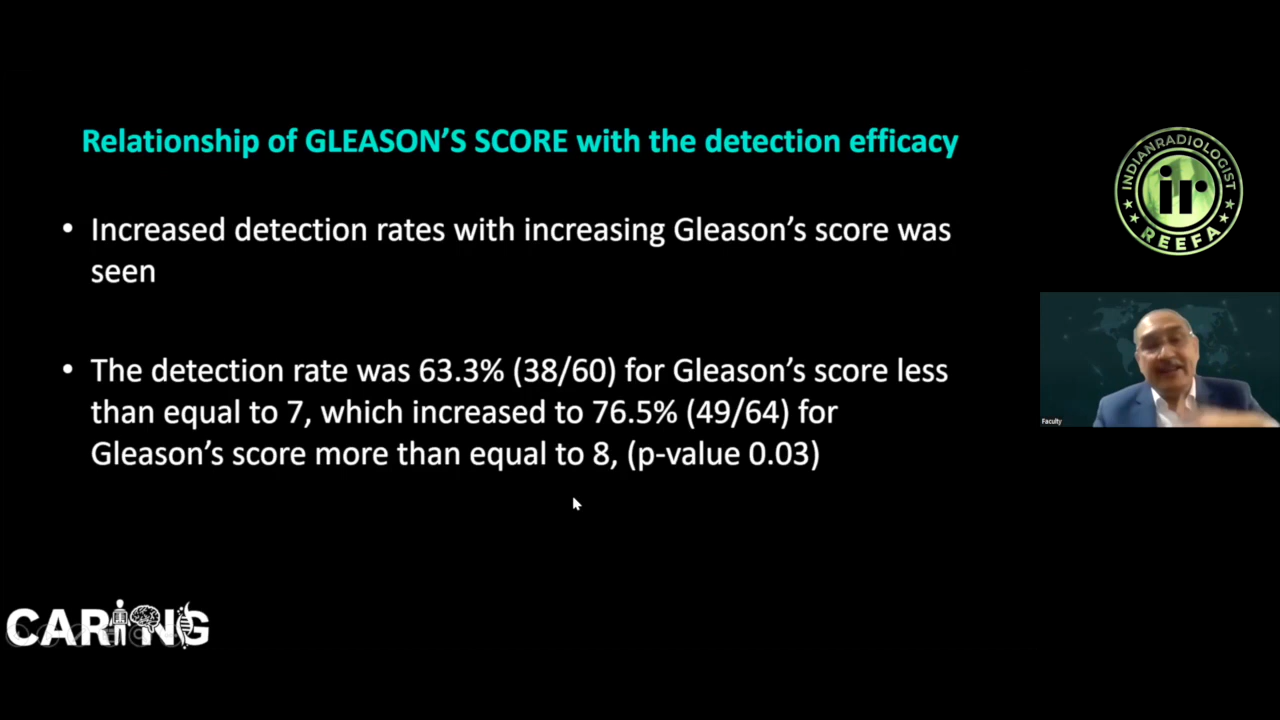 Relationship of GLEASON’S SCORE with the detection efficacy
• Increased detection rates with increasing Gleason’s score was
seen
• The detection rate was 63.3% (38/60) for Gleason’s score less
than equal to 7, which increased to 76.5% (49/64) for
Gleason’s score more than equal to 8, (p-value 0.03)
INDIANRADIOLOGIST
ir
REEFA
Faculty
CARING